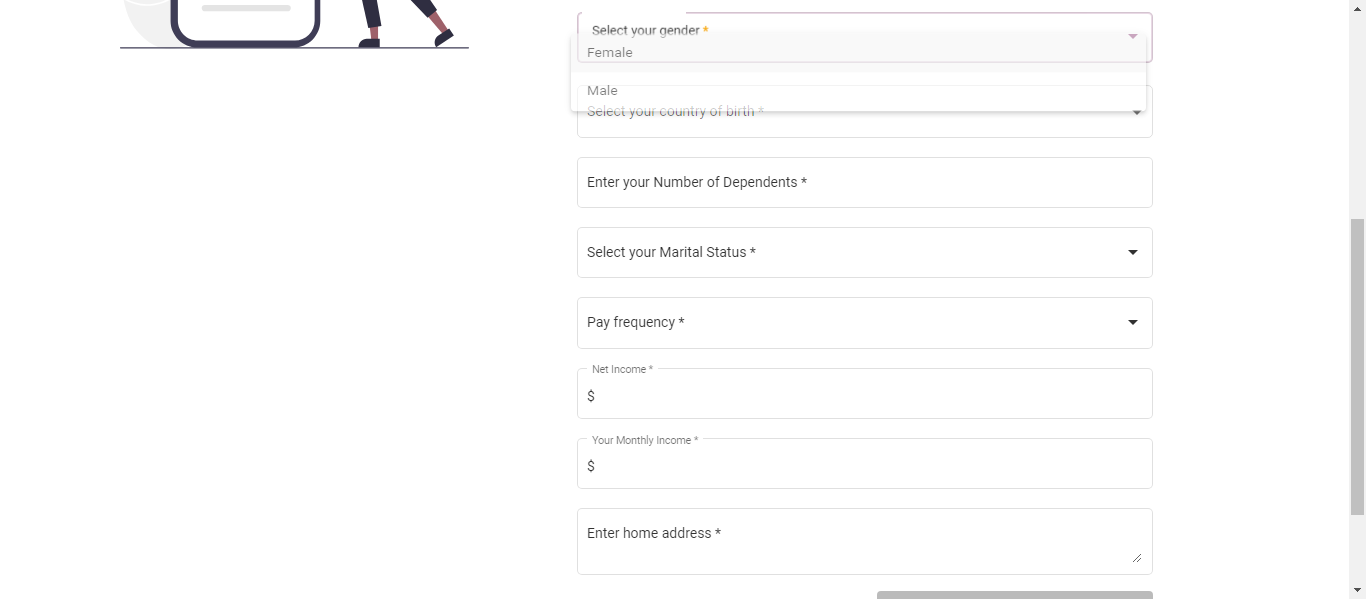 Select your gender *
Female
Male
Select your country of birth *
Enter your Number of Dependents *
Select your Marital Status *
Pay frequency *
Net Income *
$
Your Monthly Income *
$
Enter home address *